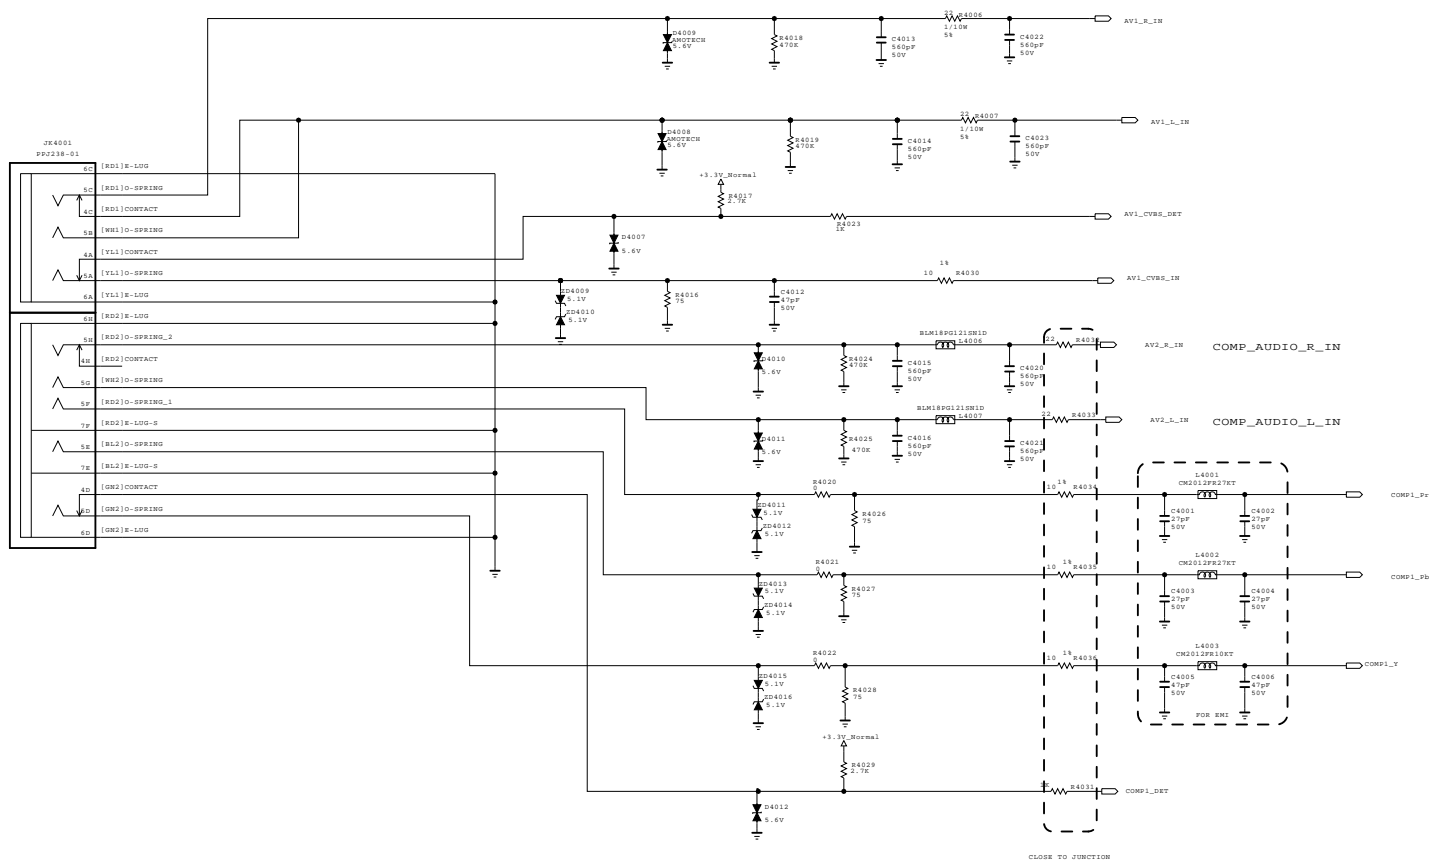 22 R4006
AV1_R_IN
D4009
AMOTECH
5.6V
R4018
470K
C4013
560pF
50V
1/10W
5%
C4022
560pF
50V
22 R4007
AV1_L_IN
D4008
AMOTECH
5.6V
R4019
470K
C4014
560pF
50V
1/10W
5%
C4023
560pF
50V
JK4001
PPJ238-01
6C [RD1]E-LUG
5C [RD1]O-SPRING
4C [RD1]CONTACT
5B [WH1]O-SPRING
4A [YL1]CONTACT
5A [YL1]O-SPRING
6A [YL1]E-LUG
6H [RD2]E-LUG
5H [RD2]O-SPRING_2
4H [RD2]CONTACT
5G [WH2]O-SPRING
5F [RD2]O-SPRING_1
7F [RD2]E-LUG-S
5E [BL2]O-SPRING
7E [BL2]E-LUG-S
4D [GN2]CONTACT
5D [GN2]O-SPRING
6D [GN2]E-LUG
+3.3V_Normal
R4017
2.7K
AV1_CVBS_DET
R4023
1K
D4007
5.6V
1%
10 R4030
AV1_CVBS_IN
ZD4009
5.1V
ZD4010
5.1V
R4016
75
C4012
47pF
50V
BLM18PG121SN1D
L4006
22
AV2_R_IN
COMP_AUDIO_R_IN
D4010
5.6V
R4024
470K
C4015
560pF
50V
C4020
560pF
50V
BLM18PG121SN1D
L4007
22 R4033
AV2_L_IN
COMP_AUDIO_L_IN
D4011
5.6V
R4025
470K
C4016
560pF
50V
C4021
560pF
50V
R4020
0
1%
10 R4034
L4001
CM2012FR27KT
COMP1_Pr
ZD4011
5.1V
ZD4012
5.1V
R4026
75
C4001
27pF
50V
C4002
27pF
50V
R4021
0
1%
10 R4035
L4002
CM2012FR27KT
COMP1_Pb
ZD4013
5.1V
ZD4014
5.1V
R4027
75
C4003
27pF
50V
C4004
27pF
50V
R4022
0
1%
10 R4036
L4003
CM2012FR10KT
COMP1_Y
ZD4015
5.1V
ZD4016
5.1V
R4028
75
C4005
47pF
50V
C4006
47pF
50V
FOR EMI
+3.3V_Normal
R4029
2.7K
1K R4031
COMP1_DET
D4012
5.6V
CLOSE TO JUNCTION